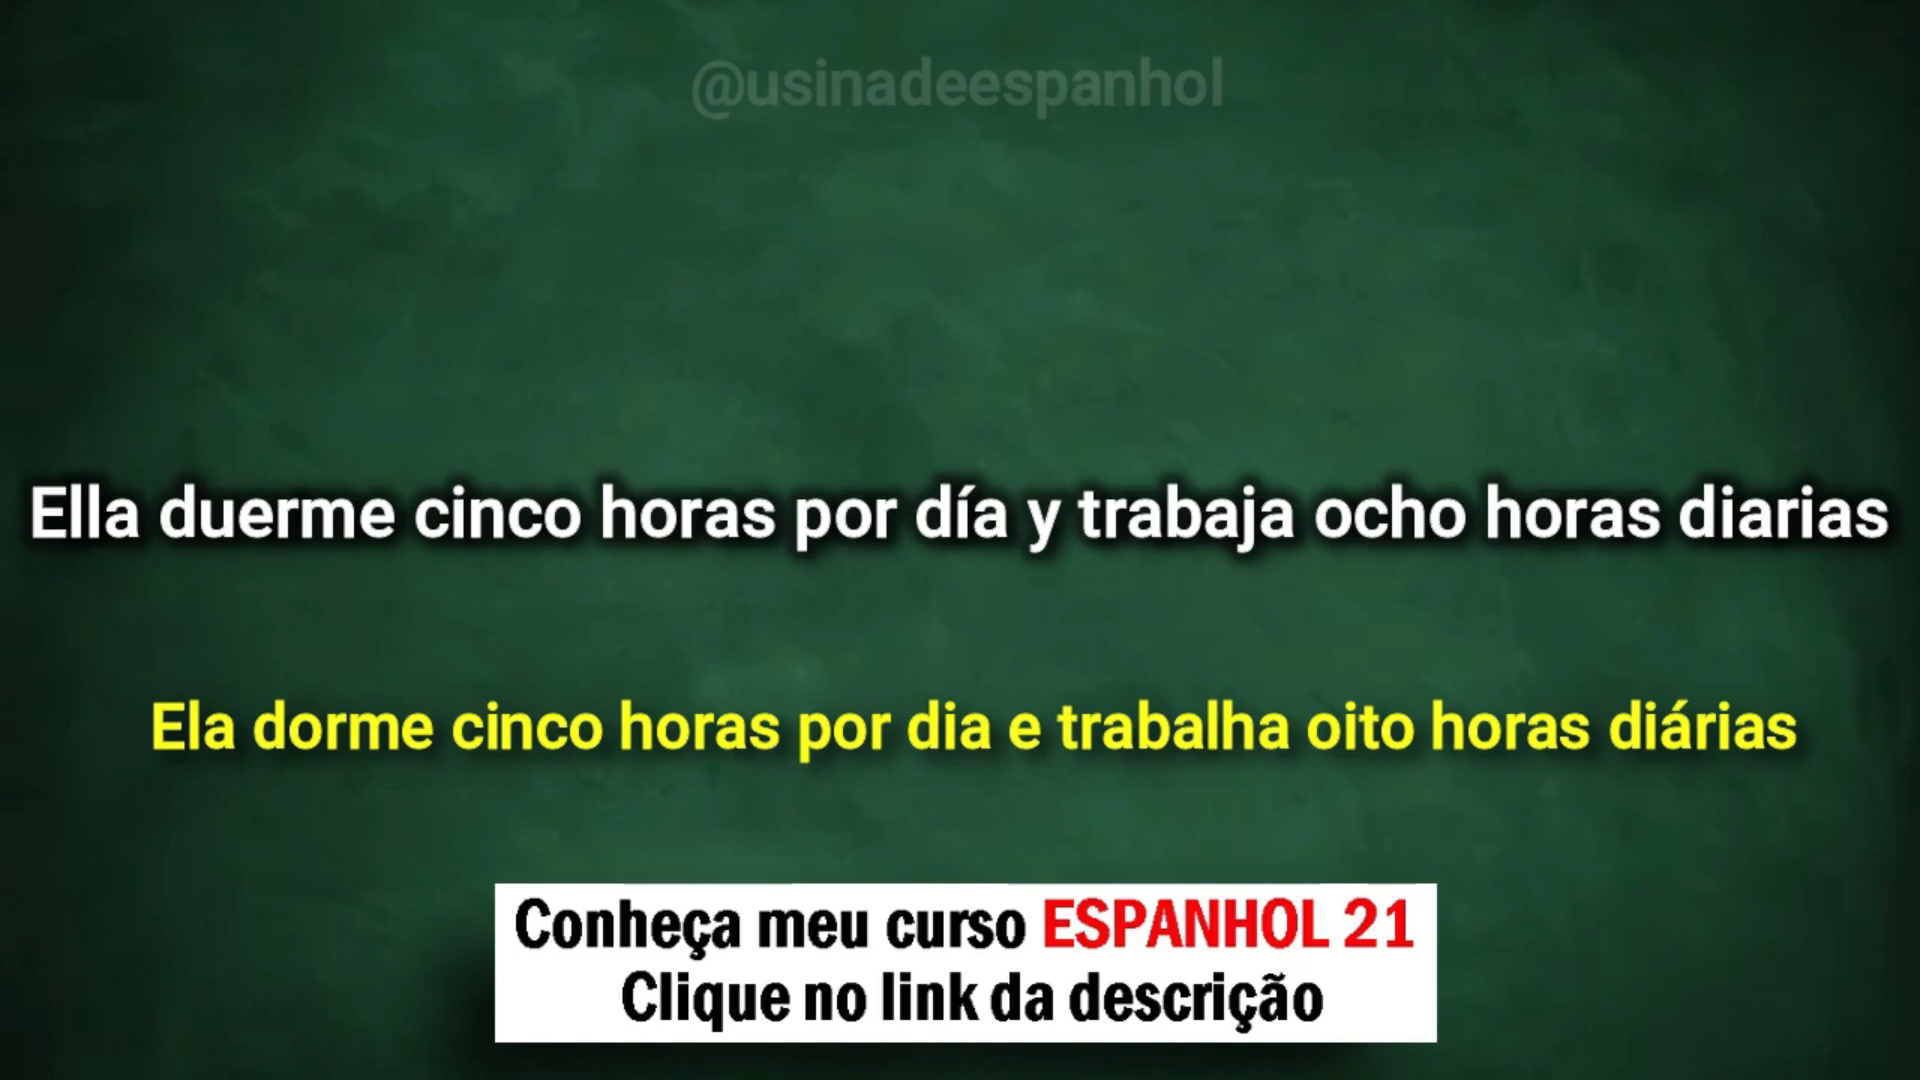 @usinadeespanhol
Ella duerme cinco horas por día y trabaja ocho horas diarias
Ela dorme cinco horas por dia e trabalha oito horas diárias
Conheça meu curso ESPANHOL 21
Clique no link da descrição